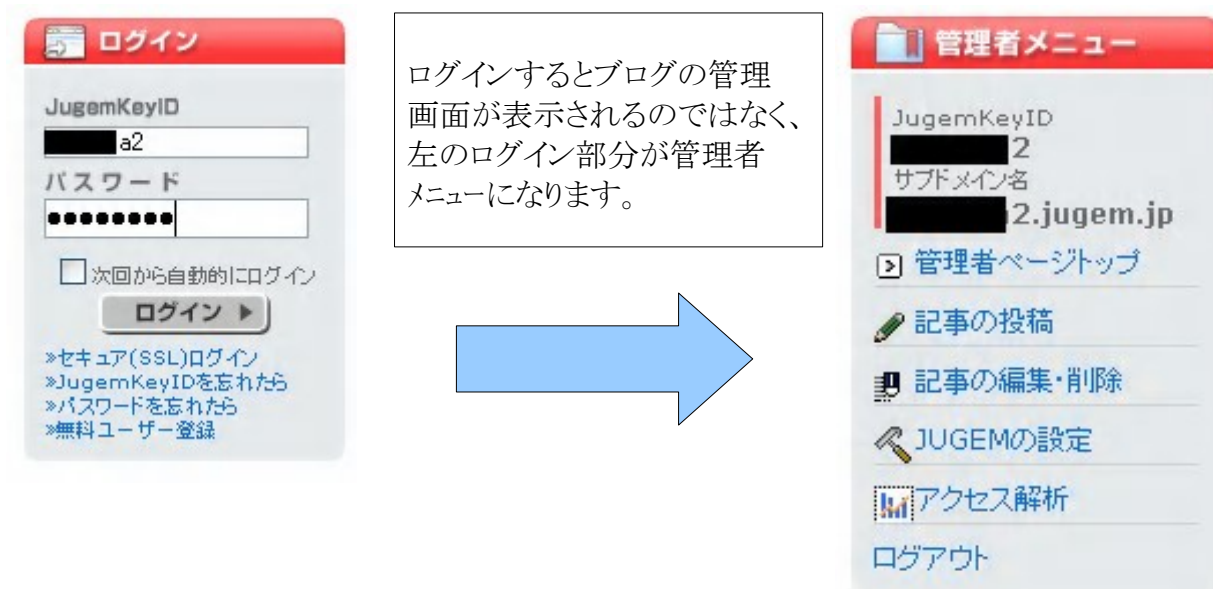 ログイン
JugemKeyID
a2
パスワード
●●●●●●●●
次回から自動的にログイン
ログイン
»セキュア(SSL)ログイン
»JugemKeyIDを忘れたら
»パスワードを忘れたら
»無料ユーザー登録
ログインするとブログの管理
画面が表示されるのではなく、
左のログイン部分が管理者
メニューになります。
管理者メニュー
JugemKeyID
2
サブドメイン名
2.jugem.jp
管理者ページトップ
記事の投稿
記事の編集・削除
JUGEMの設定
アクセス解析
ログアウト